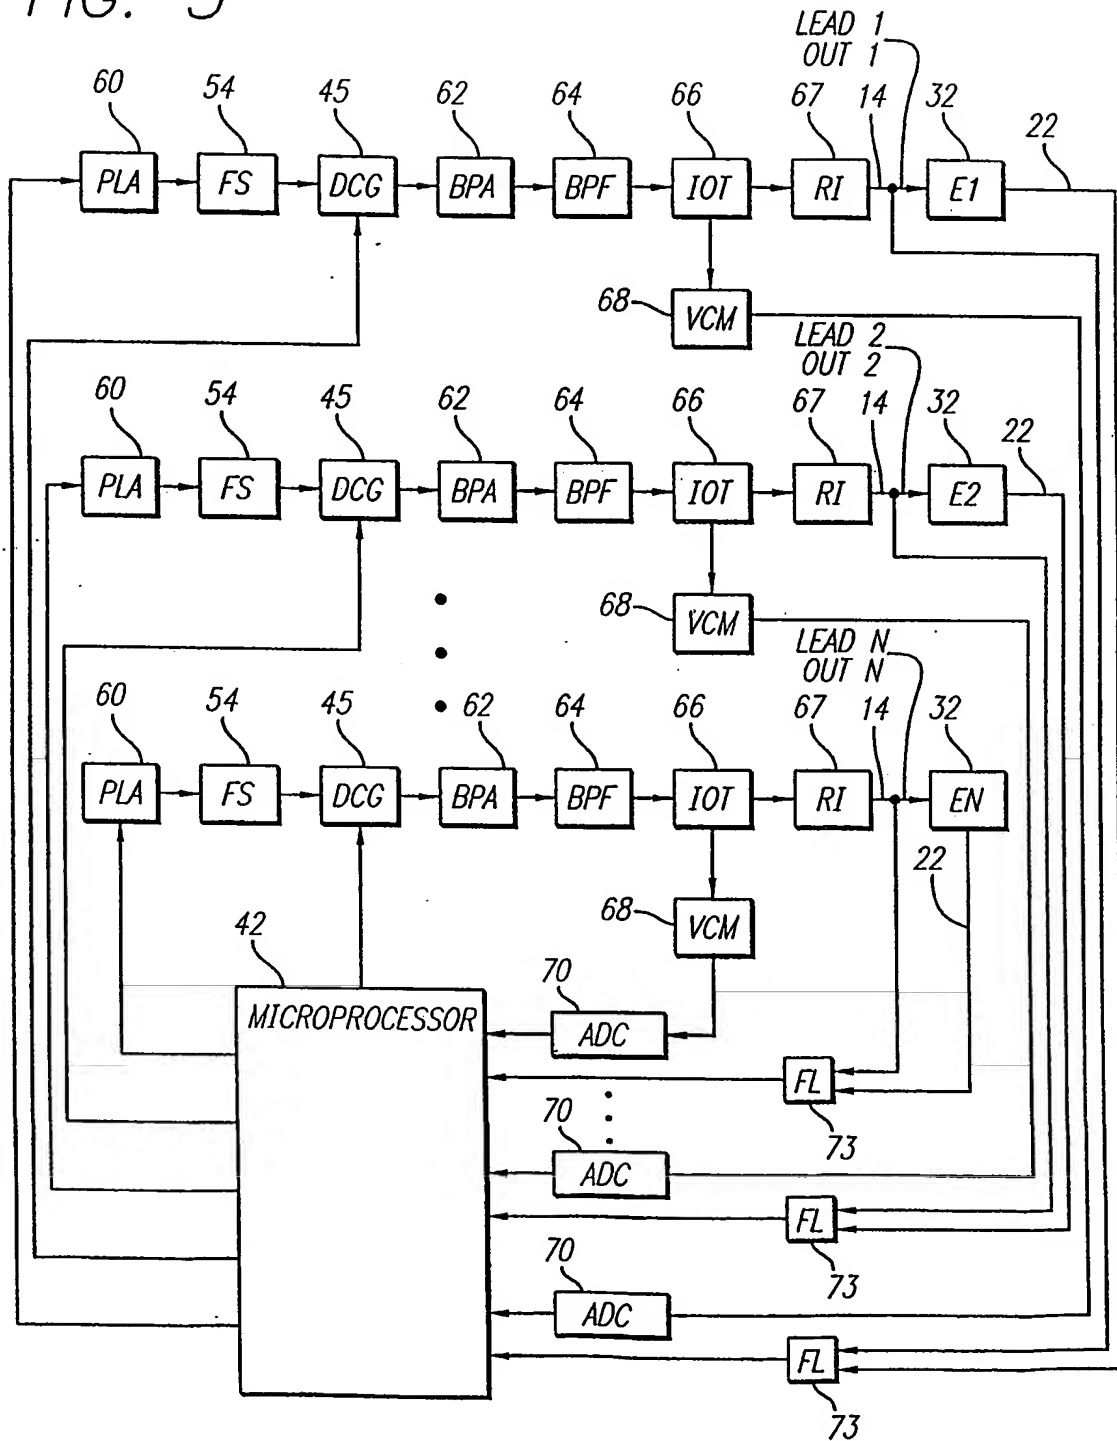 FIG. 5
LEAD 1
OUT 1
60 54 45 62 64 66 67 14 32 22
PLA FS DCG BPA BPF IOT RI E1
68 VCM
LEAD 2
OUT 2
60 54 45 62 64 66 67 14 32 22
PLA FS DCG BPA BPF IOT RI E2
68 VCM
LEAD N
OUT N
60 54 45 62 64 66 67 14 32
PLA FS DCG BPA BPF IOT RI EN
22
68 VCM
42
MICROPROCESSOR
70
ADC
FL
73
70
ADC
FL
73
70
ADC
FL
73